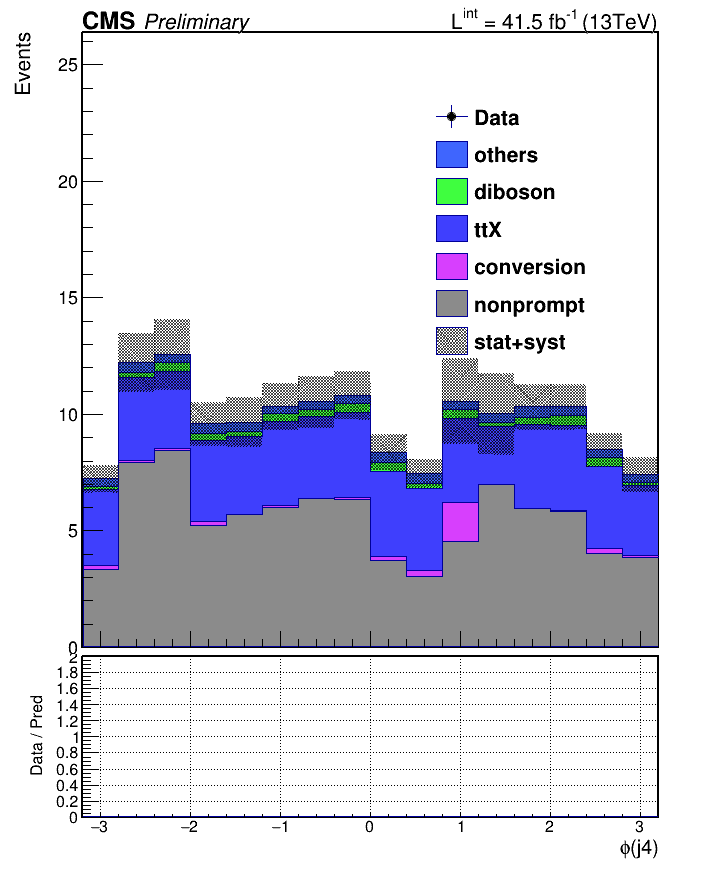 CMS Preliminary L^int = 41.5 fb^-1 (13TeV)
Events
25
20
15
10
5
0
Data
others
diboson
ttX
conversion
nonprompt
stat+syst
Data / Pred
2
1.8
1.6
1.4
1.2
1
0.8
0.6
0.4
0.2
0
−3 −2 −1 0 1 2 3
ϕ(j4)